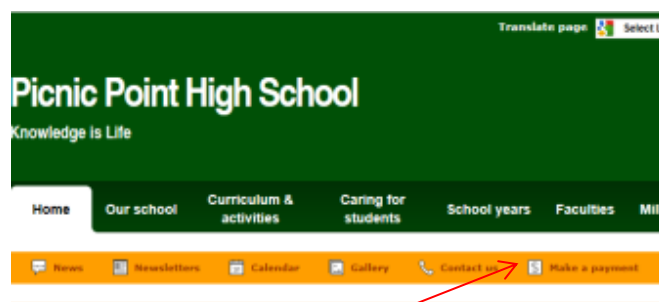 Translate page Select
Picnic Point High School
Knowledge is Life
Home Our school Curriculum & activities Caring for students School years Faculties
News Newsletters Calendar Gallery Contact us Make a payment